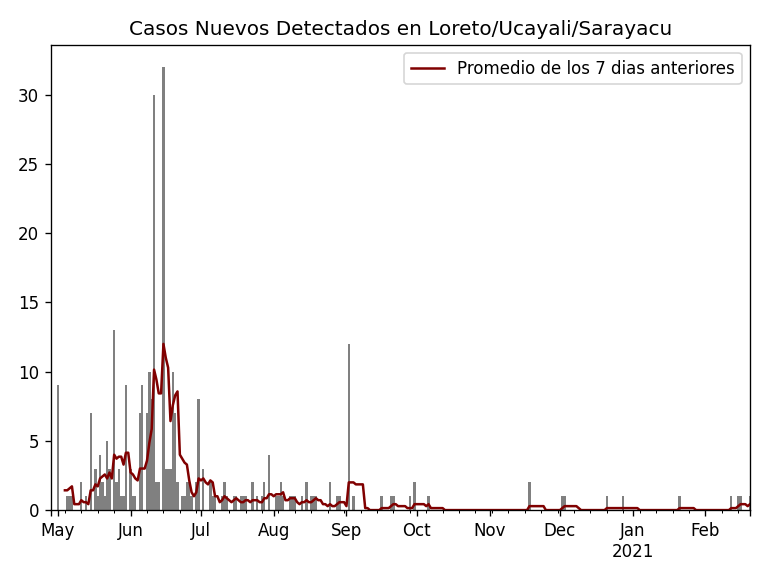 Casos Nuevos Detectados en Loreto/Ucayali/Sarayacu
Promedio de los 7 dias anteriores
30
25
20
15
10
5
0
May Jun Jul Aug Sep Oct Nov Dec Jan Feb
2021